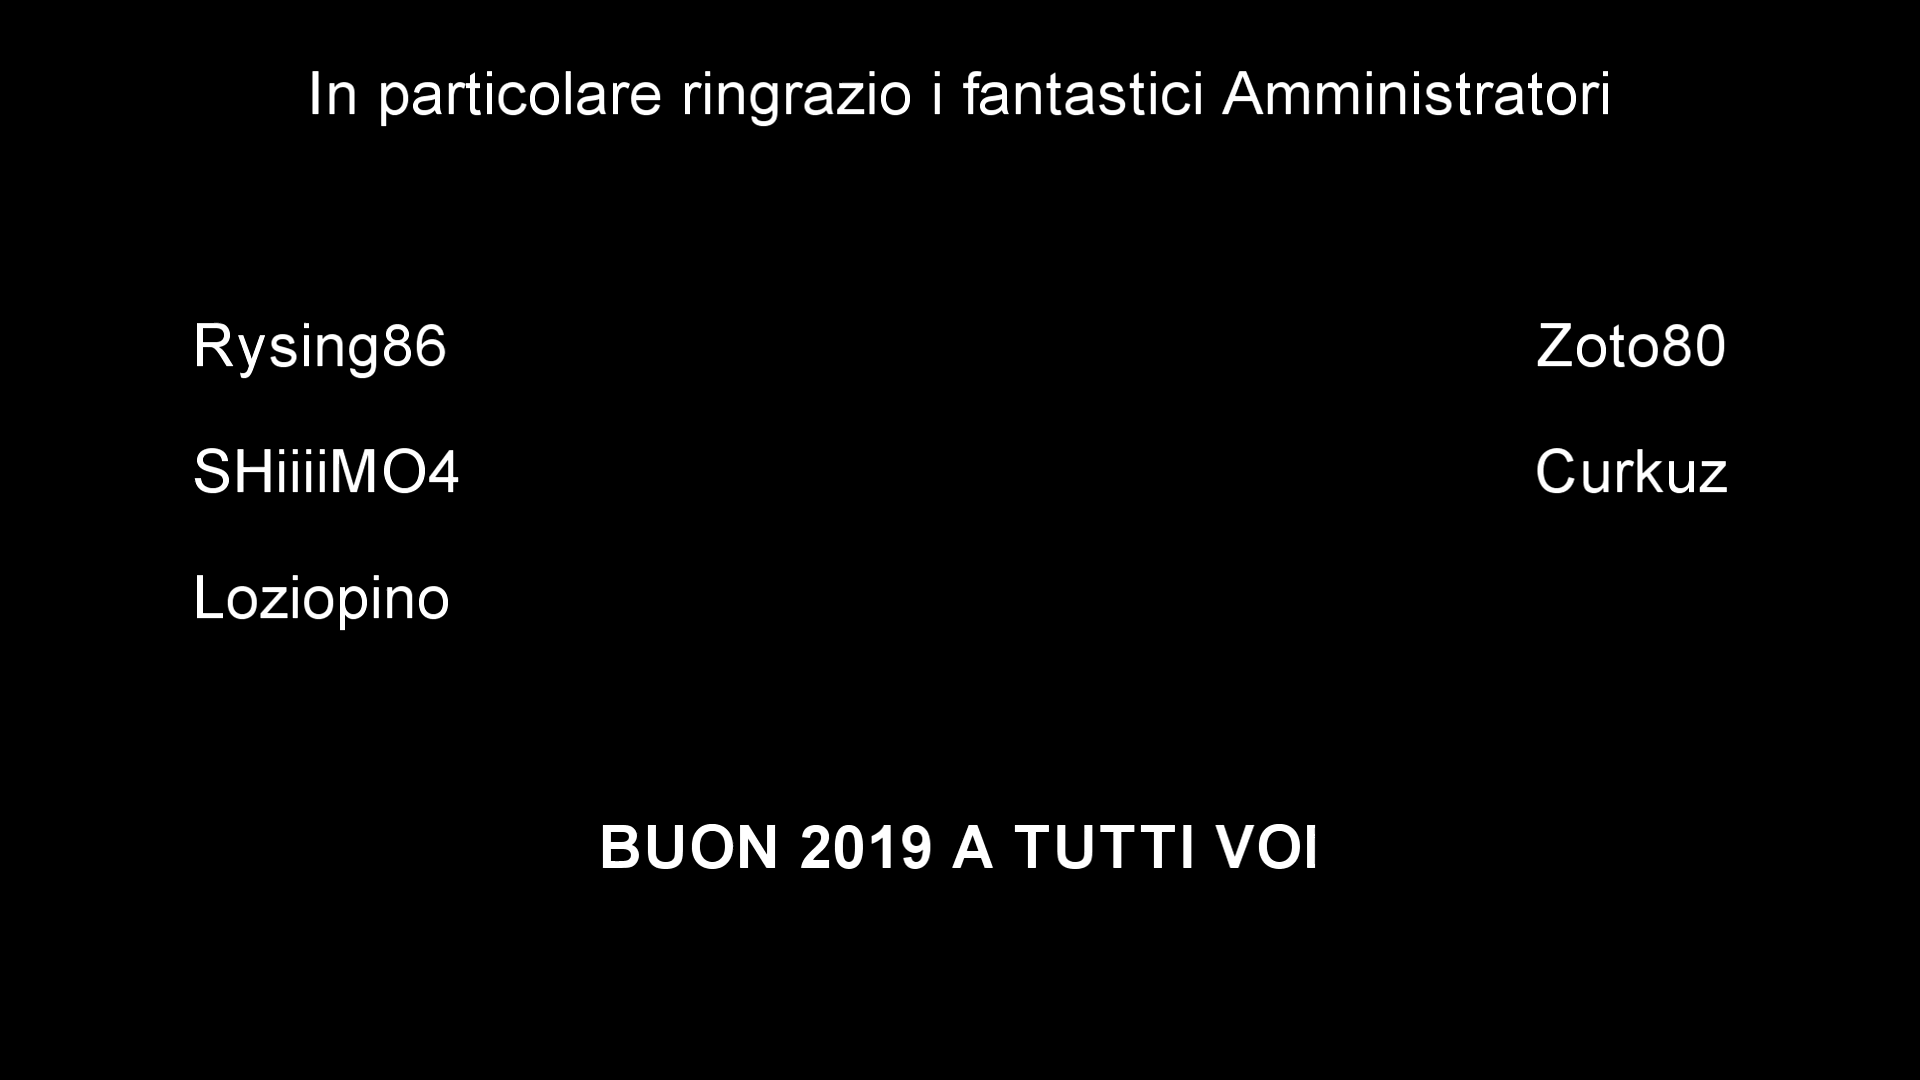 In particolare ringrazio i fantastici Amministratori
Rysing86 Zoto80
SHiiiiMO4 Curkuz
Loziopino
BUON 2019 A TUTTI VOI